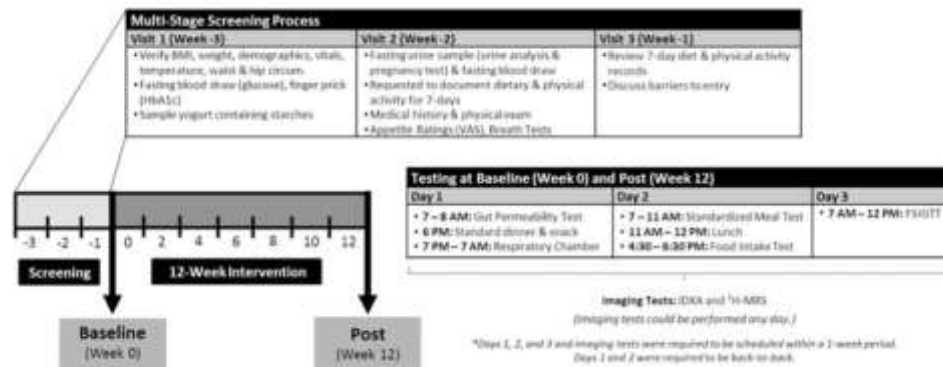 Multi-Stage Screening Process
Visit 1 (Week -3)
• Verify BMI, weight, demographics, vitals,
temperature, waist & hip circum
• Fasting blood draw (glucose), finger prick
(HbA1c)
• Sample yogurt containing starches
Visit 2 (Week -2)
• Fasting urine sample (urine analysis &
pregnancy test) & fasting blood draw
• Requested to document dietary & physical
activity for 7-days
• Medical history & physical exam
• Appetite Ratings (VAS), Breath Tests
Visit 3 (Week -1)
• Review 7-day diet & physical activity
records
• Discuss barriers to entry
Testing at Baseline (Week 0) and Post (Week 12)
Day 1
• 7 – 8 AM: Gut Permeability Test
• 6 PM: Standard dinner & snack
• 7 PM – 7 AM: Respiratory Chamber
Day 2
• 7 – 11 AM: Standardized Meal Test
• 11 AM – 12 PM: Lunch
• 4:30 – 6:30 PM: Food Intake Test
Day 3
• 7 AM – 12 PM: FSIGTT
-3 -2 -1 0 2 4 6 8 10 12
Screening
12-Week Intervention
Baseline
(Week 0)
Post
(Week 12)
Imaging Tests: iDXA and ¹H-MRS
(Imaging tests could be performed any day.)
*Days 1, 2, and 3 and imaging tests were required to be scheduled within a 1-week period.
Days 1 and 2 were required to be back-to-back.